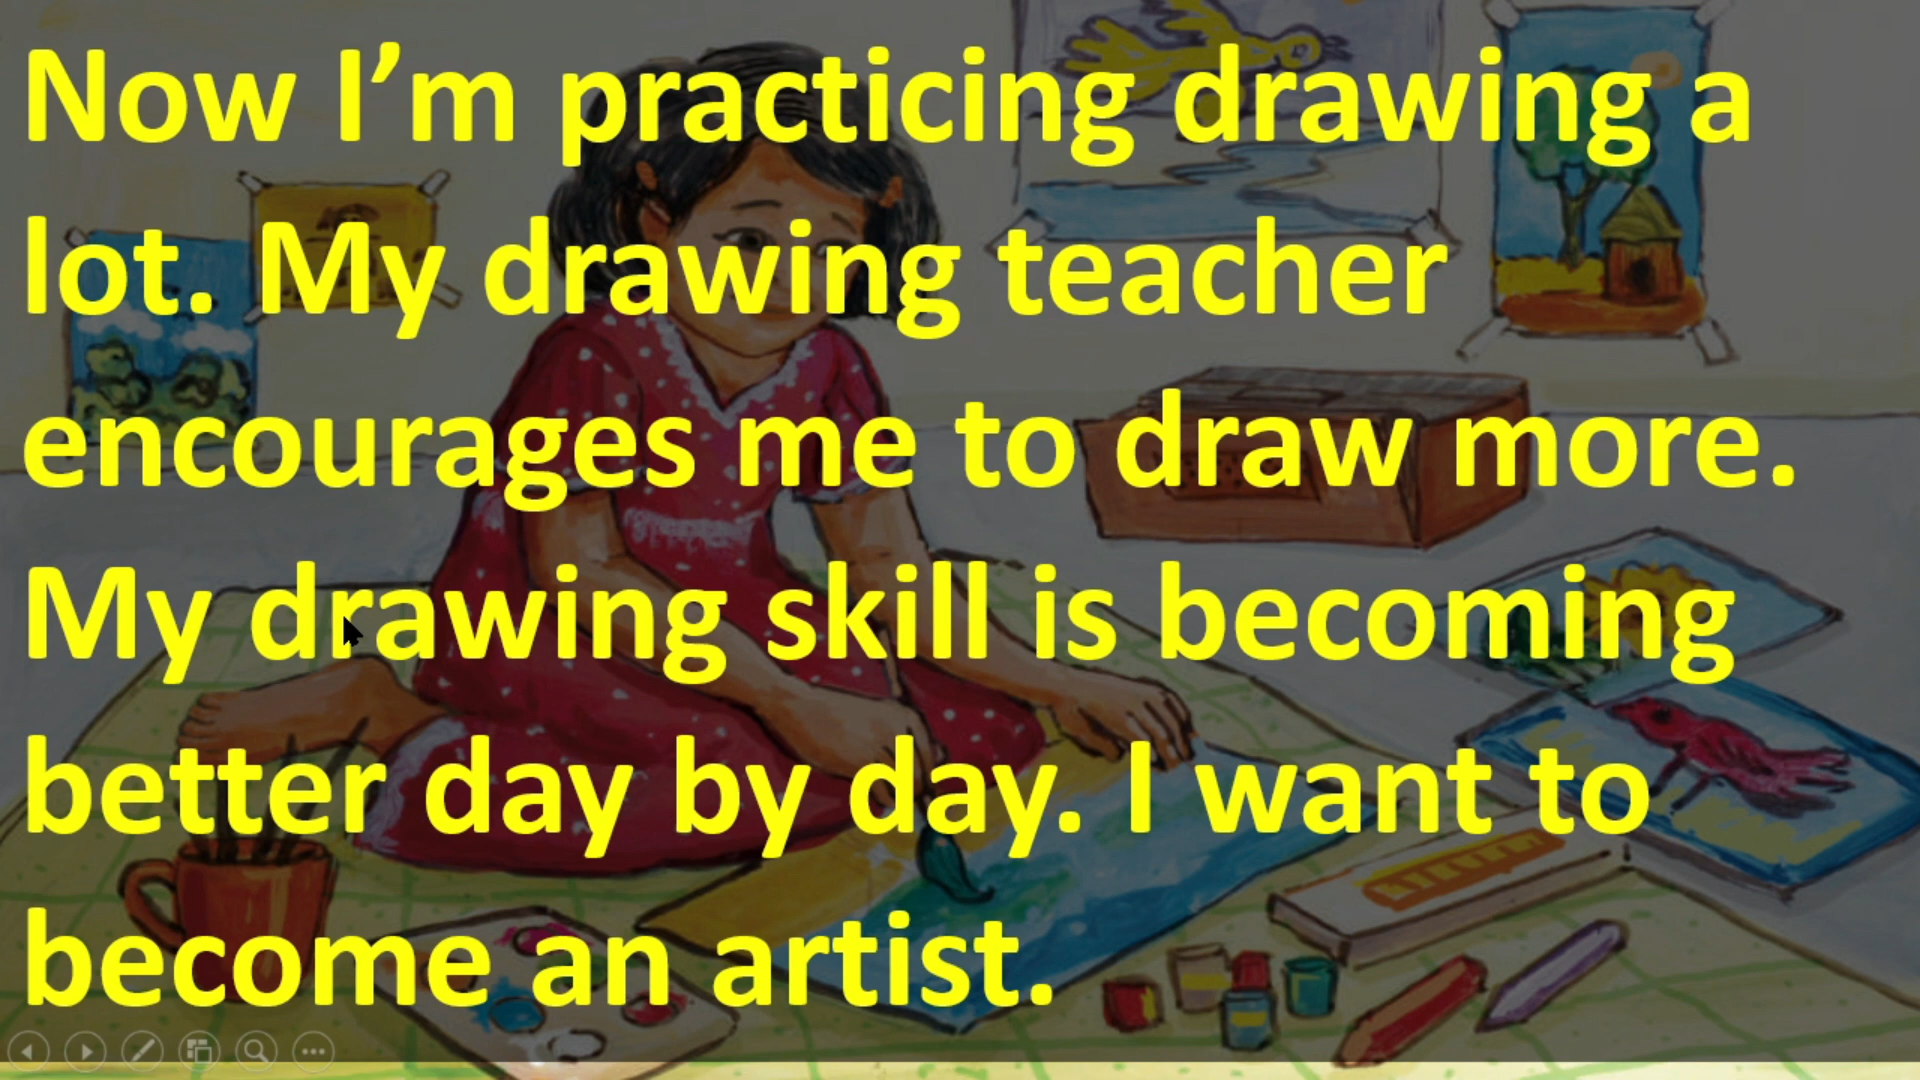 Now I’m practicing drawing a
lot. My drawing teacher
encourages me to draw more.
My drawing skill is becoming
better day by day. I want to
become an artist.